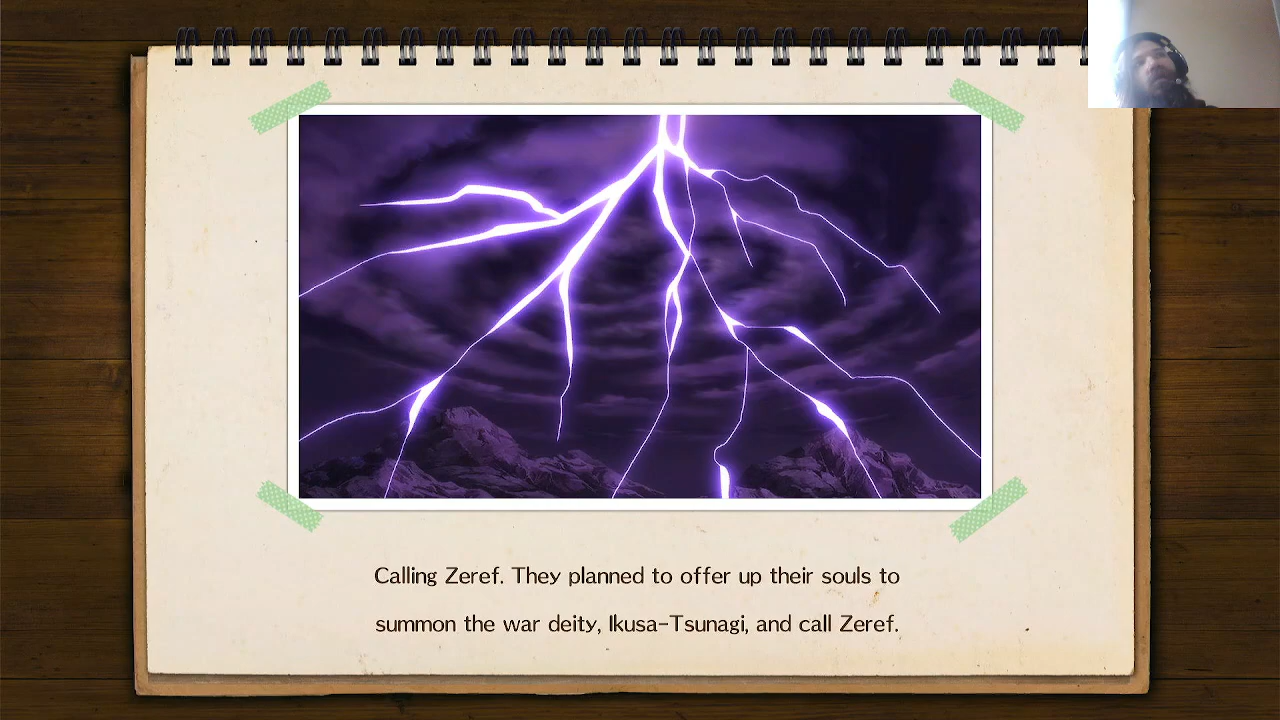 Calling Zeref. They planned to offer up their souls to
summon the war deity, Ikusa-Tsunagi, and call Zeref.